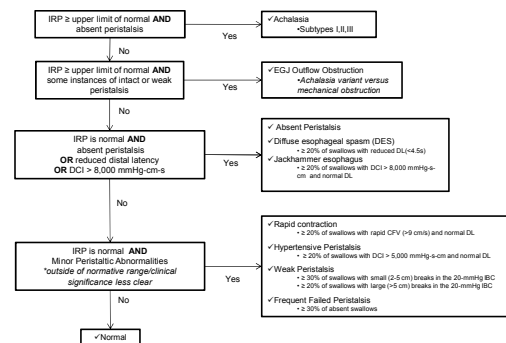 IRP ≥ upper limit of normal AND
absent peristalsis
Yes
✓Achalasia
•Subtypes I,II,III
No
IRP ≥ upper limit of normal AND
some instances of intact or weak
peristalsis
Yes
✓EGJ Outflow Obstruction
•Achalasia variant versus
mechanical obstruction
No
IRP is normal AND
absent peristalsis
OR reduced distal latency
OR DCI > 8,000 mmHg-cm-s
Yes
✓ Absent Peristalsis
✓Diffuse esophageal spasm (DES)
• ≥ 20% of swallows with reduced DL(<4.5s)
✓Jackhammer esophagus
• ≥ 20% of swallows with DCI > 8,000 mmHg-s-
cm and normal DL
No
IRP is normal AND
Minor Peristaltic Abnormalities
*outside of normative range/clinical
significance less clear
Yes
✓Rapid contraction
• ≥ 20% of swallows with rapid CFV (>9 cm/s) and normal DL
✓Hypertensive Peristalsis
• ≥ 20% of swallows with DCI > 5,000 mmHg-s-cm and normal DL
✓Weak Peristalsis
• ≥ 30% of swallows with small (2-5 cm) breaks in the 20-mmHg IBC
• ≥ 20% of swallows with large (>5 cm) breaks in the 20-mmHg IBC
✓Frequent Failed Peristalsis
• ≥ 30% of absent swallows
No
✓Normal